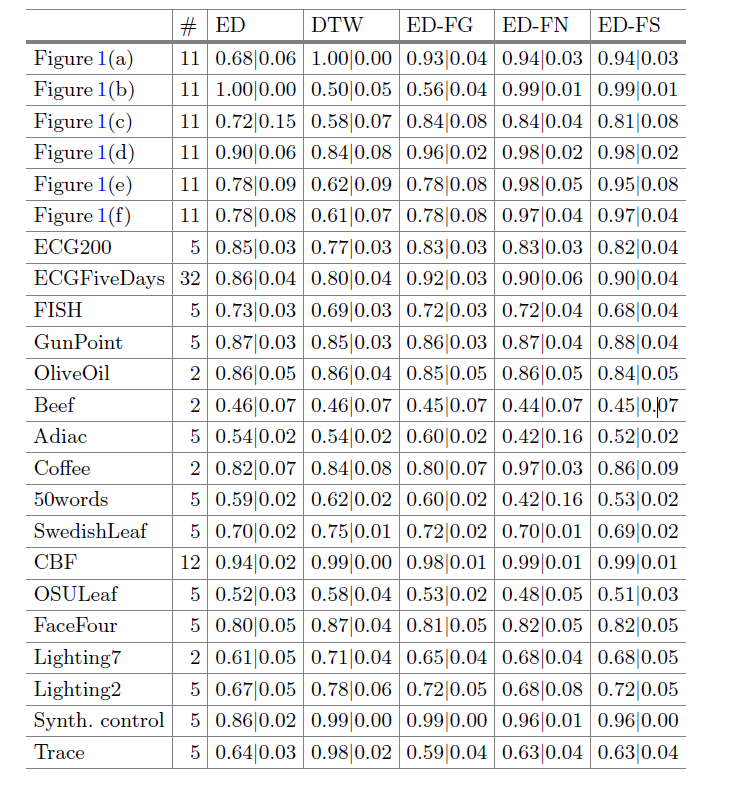 # ED DTW ED-FG ED-FN ED-FS
Figure 1(a) 11 0.68|0.06 1.00|0.00 0.93|0.04 0.94|0.03 0.94|0.03
Figure 1(b) 11 1.00|0.00 0.50|0.05 0.56|0.04 0.99|0.01 0.99|0.01
Figure 1(c) 11 0.72|0.15 0.58|0.07 0.84|0.08 0.84|0.04 0.81|0.08
Figure 1(d) 11 0.90|0.06 0.84|0.08 0.96|0.02 0.98|0.02 0.98|0.02
Figure 1(e) 11 0.78|0.09 0.62|0.09 0.78|0.08 0.98|0.05 0.95|0.08
Figure 1(f) 11 0.78|0.08 0.61|0.07 0.78|0.08 0.97|0.04 0.97|0.04
ECG200 5 0.85|0.03 0.77|0.03 0.83|0.03 0.83|0.03 0.82|0.04
ECGFiveDays 32 0.86|0.04 0.80|0.04 0.92|0.03 0.90|0.06 0.90|0.04
FISH 5 0.73|0.03 0.69|0.03 0.72|0.03 0.72|0.04 0.68|0.04
GunPoint 5 0.87|0.03 0.85|0.03 0.86|0.03 0.87|0.04 0.88|0.04
OliveOil 2 0.86|0.05 0.86|0.04 0.85|0.05 0.86|0.05 0.84|0.05
Beef 2 0.46|0.07 0.46|0.07 0.45|0.07 0.44|0.07 0.45|0.07
Adiac 5 0.54|0.02 0.54|0.02 0.60|0.02 0.42|0.16 0.52|0.02
Coffee 2 0.82|0.07 0.84|0.08 0.80|0.07 0.97|0.03 0.86|0.09
50words 5 0.59|0.02 0.62|0.02 0.60|0.02 0.42|0.16 0.53|0.02
SwedishLeaf 5 0.70|0.02 0.75|0.01 0.72|0.02 0.70|0.01 0.69|0.02
CBF 12 0.94|0.02 0.99|0.00 0.98|0.01 0.99|0.01 0.99|0.01
OSULeaf 5 0.52|0.03 0.58|0.04 0.53|0.02 0.48|0.05 0.51|0.03
FaceFour 5 0.80|0.05 0.87|0.04 0.81|0.05 0.82|0.05 0.82|0.05
Lighting7 2 0.61|0.05 0.71|0.04 0.65|0.04 0.68|0.04 0.68|0.05
Lighting2 5 0.67|0.05 0.78|0.06 0.72|0.05 0.68|0.08 0.72|0.05
Synth. control 5 0.86|0.02 0.99|0.00 0.99|0.00 0.96|0.01 0.96|0.00
Trace 5 0.64|0.03 0.98|0.02 0.59|0.04 0.63|0.04 0.63|0.04